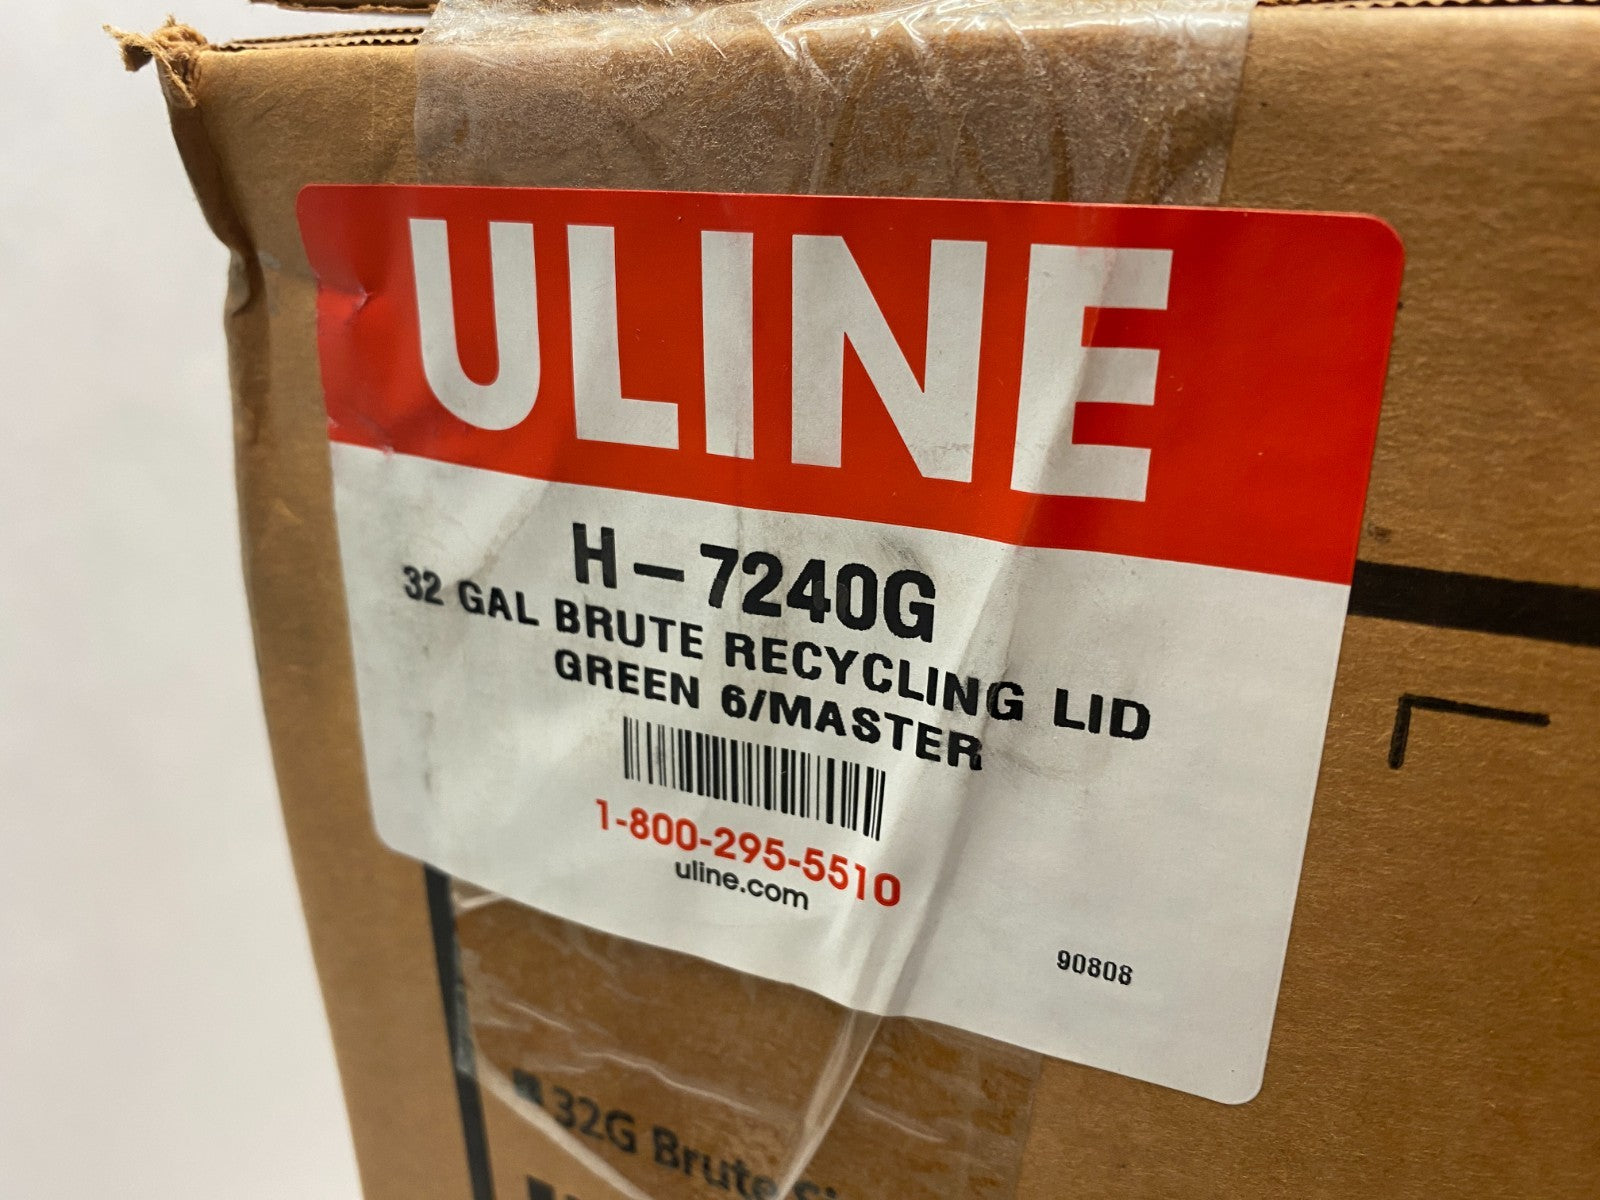 ULINE
H-7240G
32 GAL BRUTE RECYCLING LID
GREEN 6/MASTER
1-800-295-5510
uline.com
90808
32G Brute